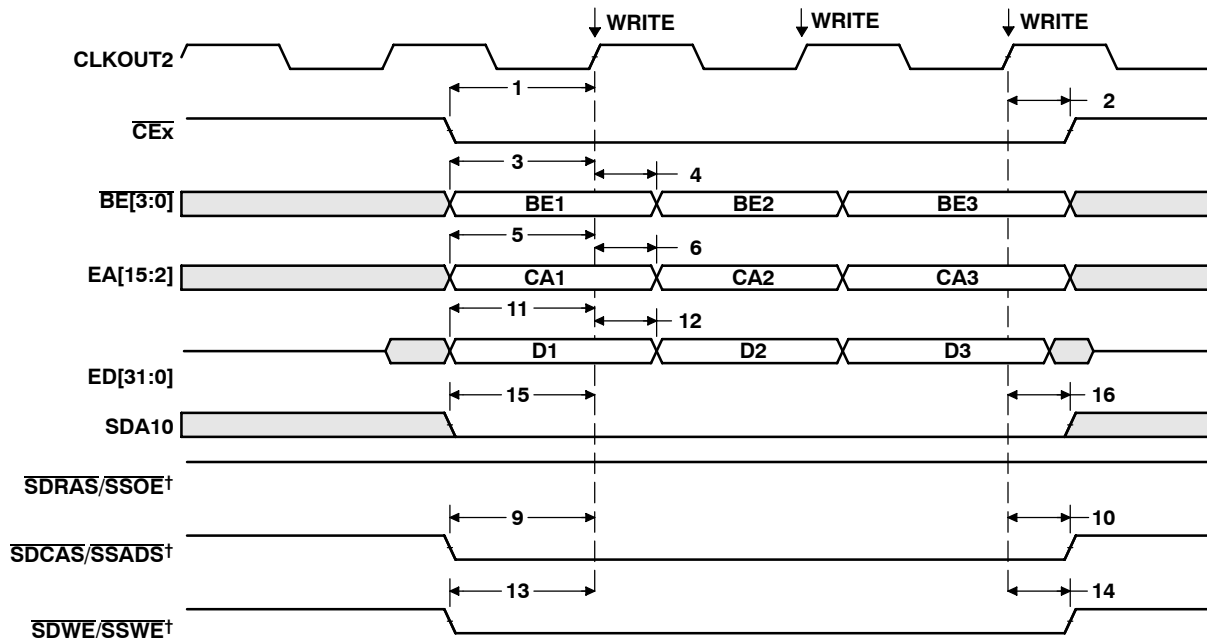 WRITE WRITE WRITE
CLKOUT2
1 2
CEx
3 4
BE[3:0] BE1 BE2 BE3
5 6
EA[15:2] CA1 CA2 CA3
11 12
D1 D2 D3
ED[31:0]
15 16
SDA10
SDRAS/SSOE†
9 10
SDCAS/SSADS†
13 14
SDWE/SSWE†